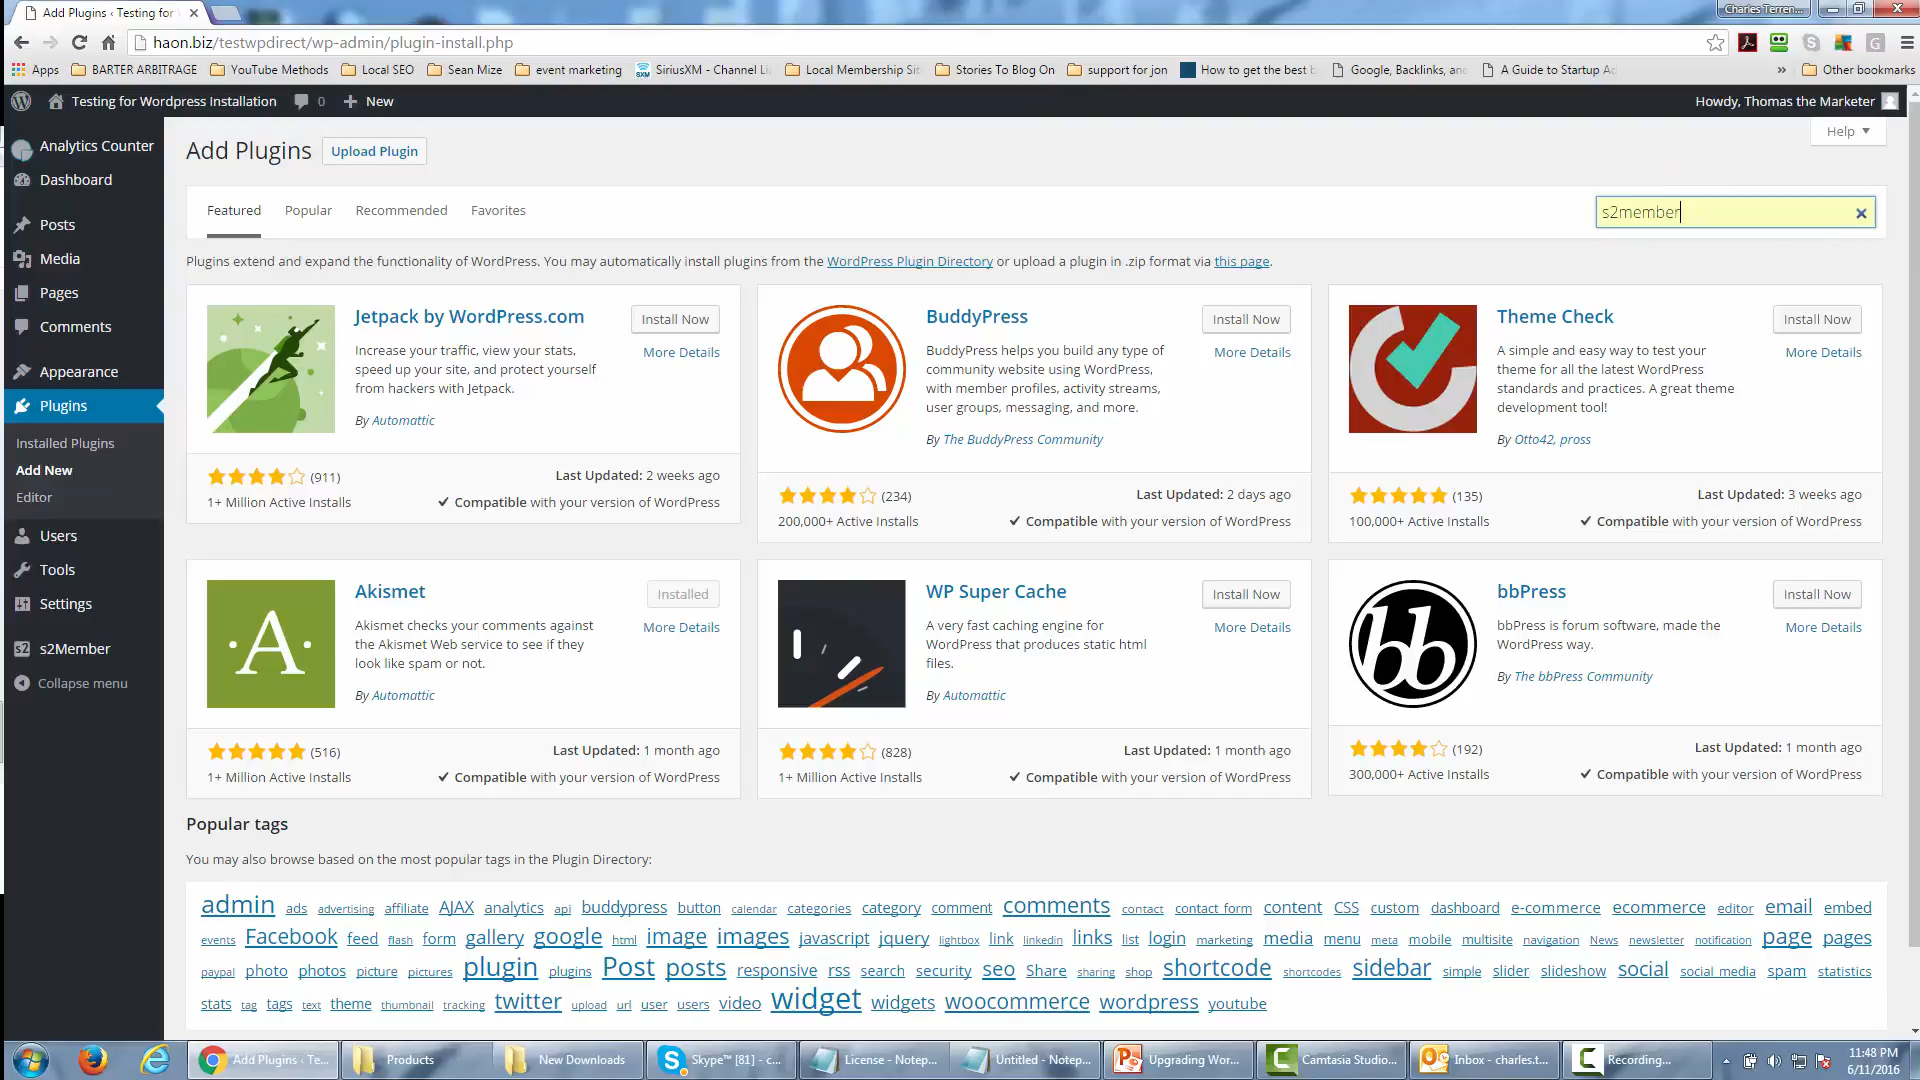 Add Plugins ‹ Testing for
Charles Terren...
haon.biz/testwpdirect/wp-admin/plugin-install.php
Apps BARTER ARBITRAGE YouTube Methods Local SEO Sean Mize event marketing SiriusXM - Channel Li Local Membership Sit Stories To Blog On support for jon How to get the best b Google, Backlinks, and A Guide to Startup Ac » Other bookmarks
Testing for Wordpress Installation 0 New Howdy, Thomas the Marketer
Help
Analytics Counter
Dashboard
Posts
Media
Pages
Comments
Appearance
Plugins
Installed Plugins
Add New
Editor
Users
Tools
Settings
s2 s2Member
Collapse menu
Add Plugins Upload Plugin
Featured Popular Recommended Favorites s2member
Plugins extend and expand the functionality of WordPress. You may automatically install plugins from the WordPress Plugin Directory or upload a plugin in .zip format via this page.
Jetpack by WordPress.com
Install Now
More Details
Increase your traffic, view your stats,
speed up your site, and protect yourself
from hackers with Jetpack.
By Automattic
(911) Last Updated: 2 weeks ago
1+ Million Active Installs Compatible with your version of WordPress
BuddyPress
Install Now
More Details
BuddyPress helps you build any type of
community website using WordPress,
with member profiles, activity streams,
user groups, messaging, and more.
By The BuddyPress Community
(234) Last Updated: 2 days ago
200,000+ Active Installs Compatible with your version of WordPress
Theme Check
Install Now
More Details
A simple and easy way to test your
theme for all the latest WordPress
standards and practices. A great theme
development tool!
By Otto42, pross
(135) Last Updated: 3 weeks ago
100,000+ Active Installs Compatible with your version of WordPress
A
Akismet
Installed
More Details
Akismet checks your comments against
the Akismet Web service to see if they
look like spam or not.
By Automattic
(516) Last Updated: 1 month ago
1+ Million Active Installs Compatible with your version of WordPress
WP Super Cache
Install Now
More Details
A very fast caching engine for
WordPress that produces static html
files.
By Automattic
(828) Last Updated: 1 month ago
1+ Million Active Installs Compatible with your version of WordPress
bb
bbPress
Install Now
More Details
bbPress is forum software, made the
WordPress way.
By The bbPress Community
(192) Last Updated: 1 month ago
300,000+ Active Installs Compatible with your version of WordPress
Popular tags
You may also browse based on the most popular tags in the Plugin Directory:
admin ads advertising affiliate AJAX analytics api buddypress button calendar categories category comment comments contact contact form content CSS custom dashboard e-commerce ecommerce editor email embed
events Facebook feed flash form gallery google html image images javascript jquery lightbox link linkedin links list login marketing media menu meta mobile multisite navigation News newsletter notification page pages
paypal photo photos picture pictures plugin plugins Post posts responsive rss search security seo Share sharing shop shortcode shortcodes sidebar simple slider slideshow social social media spam statistics
stats tag tags text theme thumbnail tracking twitter upload url user users video widget widgets woocommerce wordpress youtube
Add Plugins ‹ Te... Products New Downloads Skype™ [81] - c... License - Notep... Untitled - Notep... Upgrading Wor... Camtasia Studio... Inbox - charles.t... Recording...
11:48 PM
6/11/2016